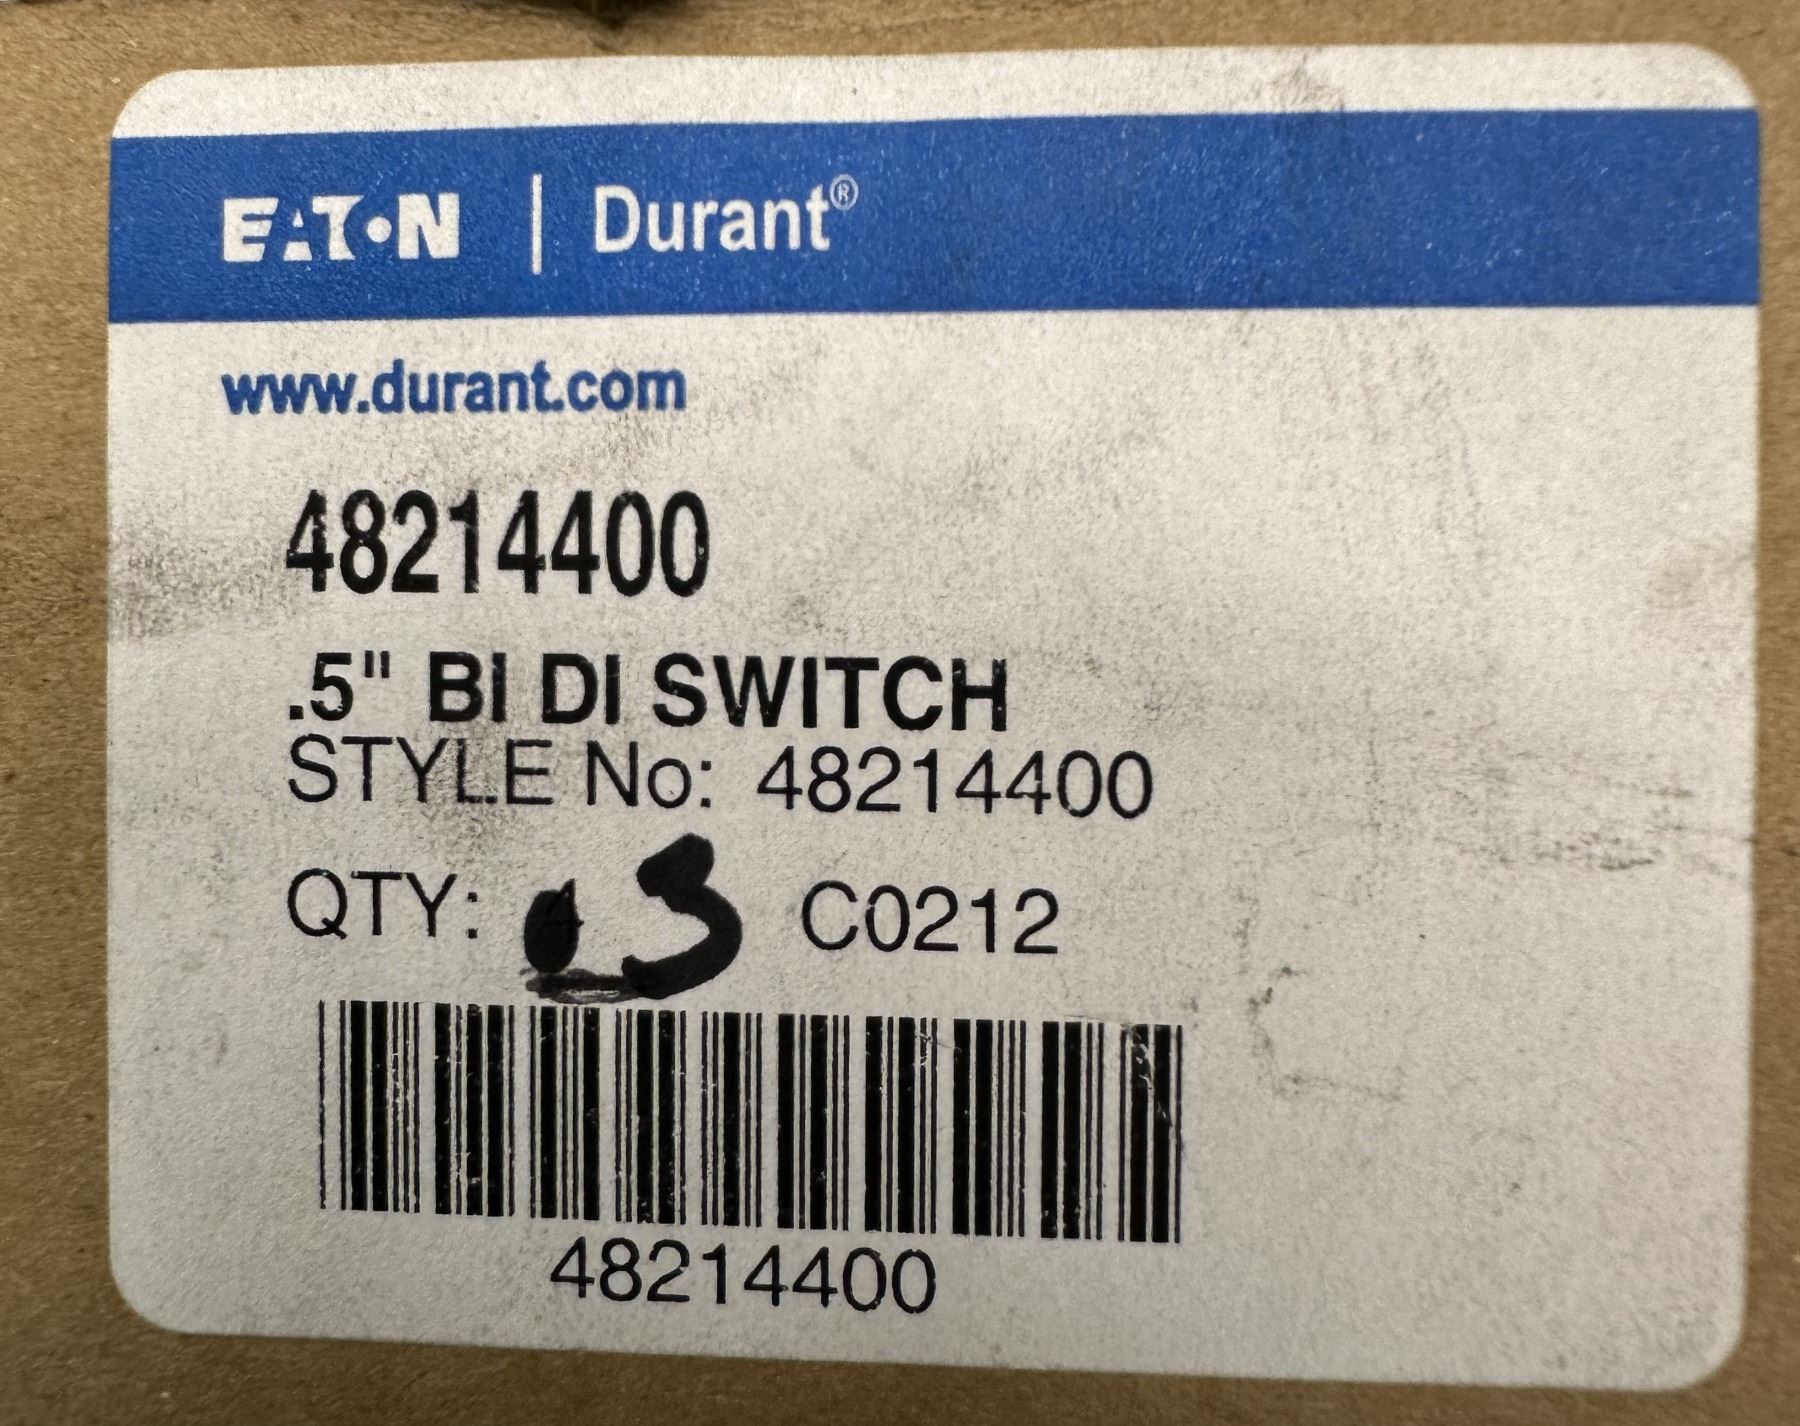 EATON | Durant®
www.durant.com
48214400
.5" BI DI SWITCH
STYLE No: 48214400
QTY: 3 C0212
48214400